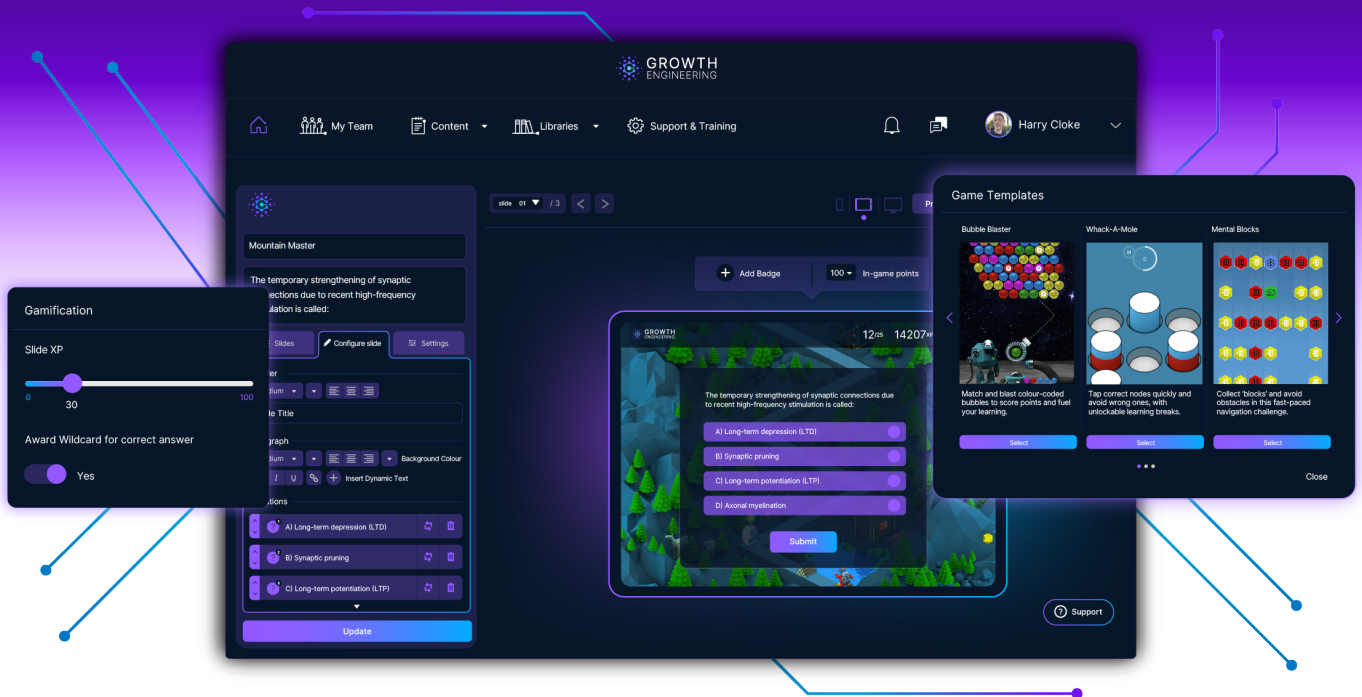 GROWTH
ENGINEERING
My Team
Content
Libraries
Support & Training
Harry Cloke
slide 01 / 3
Mountain Master
The temporary strengthening of synaptic
due to recent high-frequency
is called:
Slides
Configure slide
Settings
Title
Background Colour
I U
Insert Dynamic Text
A) Long-term depression (LTD)
B) Synaptic pruning
C) Long-term potentiation (LTP)
Update
Gamification
Slide XP
0
30
100
Award Wildcard for correct answer
Yes
Add Badge
100
In-game points
GROWTH
ENGINEERING
12/25
14207
The temporary strengthening of synaptic connections due
to recent high-frequency stimulation is called:
A) Long-term depression (LTD)
B) Synaptic pruning
C) Long-term potentiation (LTP)
D) Axonal myelination
Submit
Game Templates
Bubble Blaster
Whack-A-Mole
Mental Blocks
Match and blast colour-coded
bubbles to score points and fuel
your learning.
Tap correct nodes quickly and
avoid wrong ones, with
unlockable learning breaks.
Collect 'blocks' and avoid
obstacles in this fast-paced
navigation challenge.
Select
Select
Select
Close
Support